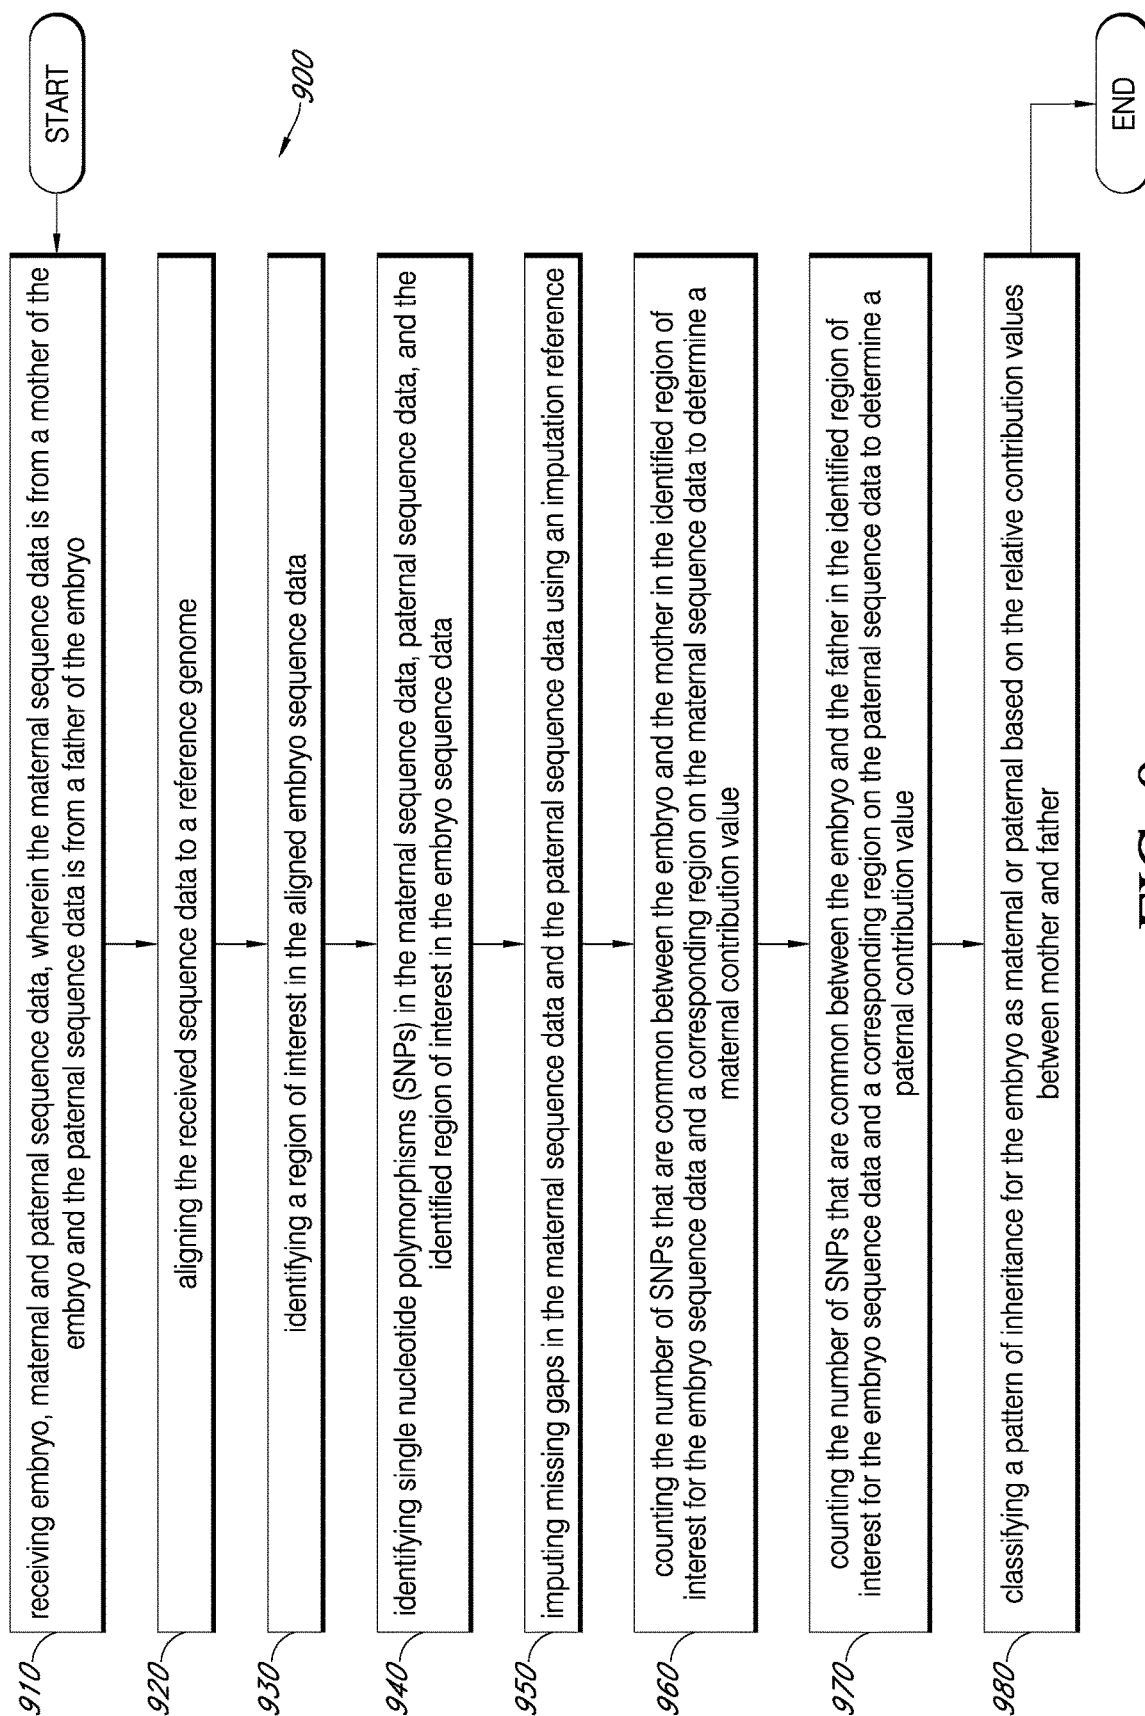 START
900
910
receiving embryo, maternal and paternal sequence data, wherein the maternal sequence data is from a mother of the
embryo and the paternal sequence data is from a father of the embryo
920
aligning the received sequence data to a reference genome
930
identifying a region of interest in the aligned embryo sequence data
940
identifying single nucleotide polymorphisms (SNPs) in the maternal sequence data, paternal sequence data, and the
identified region of interest in the embryo sequence data
950
imputing missing gaps in the maternal sequence data and the paternal sequence data using an imputation reference
960
counting the number of SNPs that are common between the embryo and the mother in the identified region of
interest for the embryo sequence data and a corresponding region on the maternal sequence data to determine a
maternal contribution value
970
counting the number of SNPs that are common between the embryo and the father in the identified region of
interest for the embryo sequence data and a corresponding region on the paternal sequence data to determine a
paternal contribution value
980
classifying a pattern of inheritance for the embryo as maternal or paternal based on the relative contribution values
between mother and father
END
FIG.